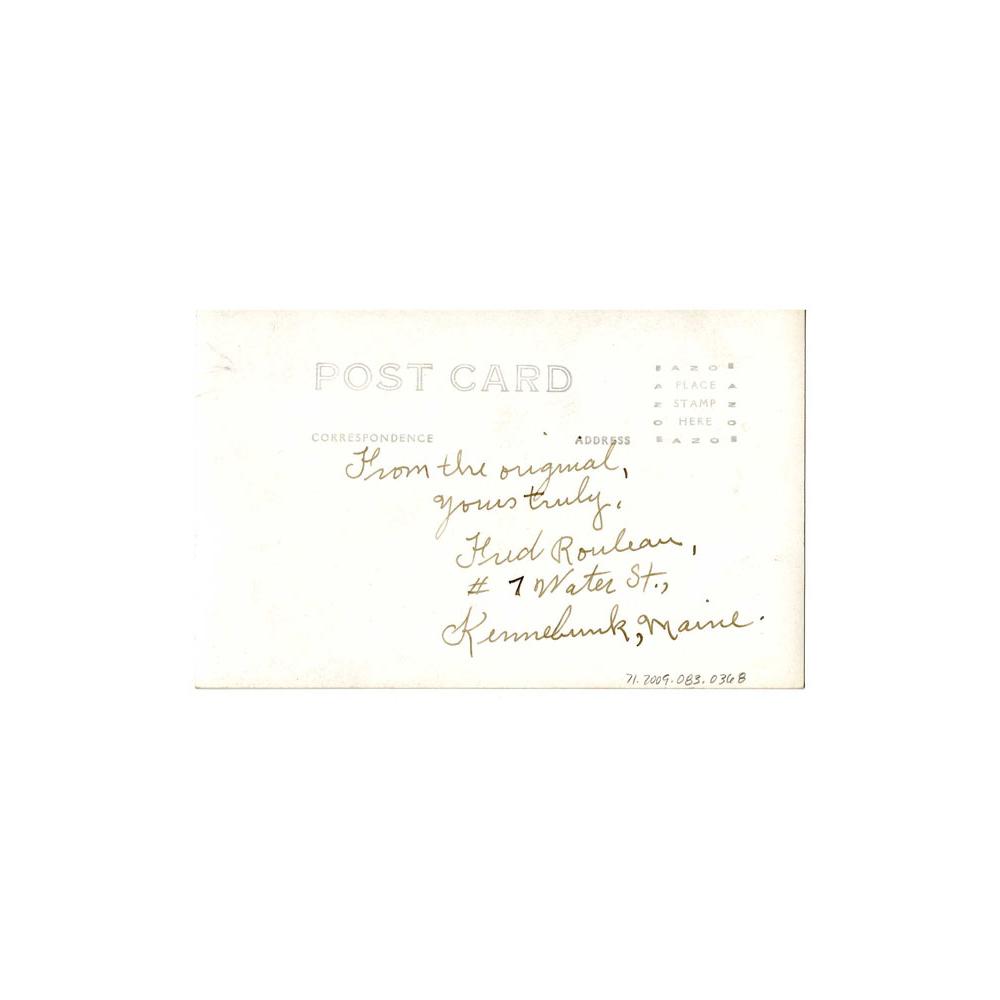 POST CARD
AZO
PLACE
STAMP
HERE
AZO
CORRESPONDENCE ADDRESS
From the original,
yours truly,
Fred Rouleau,
# 7 Water St.,
Kennebunk, Maine.
71.2009.083.0368